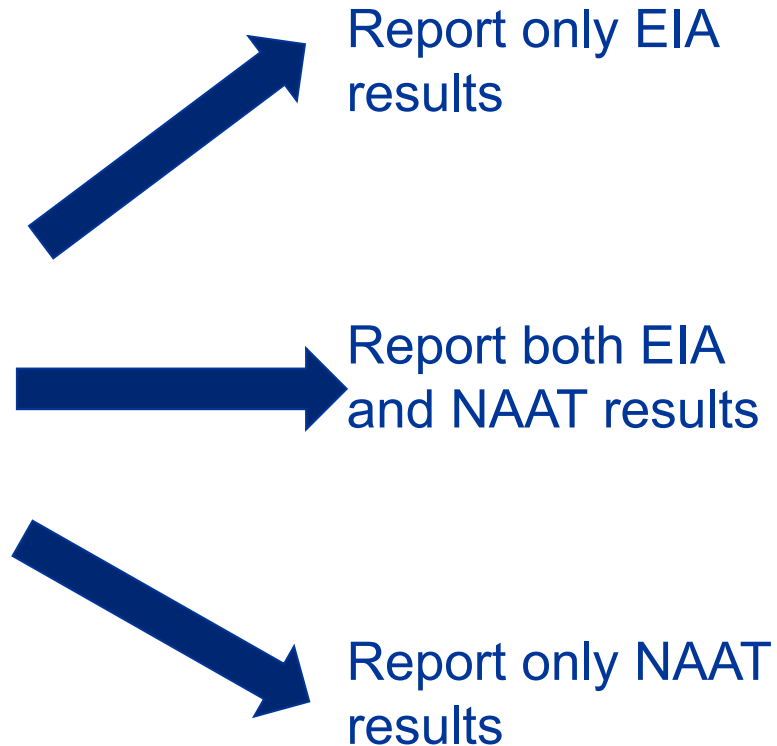 Report only EIA
results
Report both EIA
and NAAT results
Report only NAAT
results